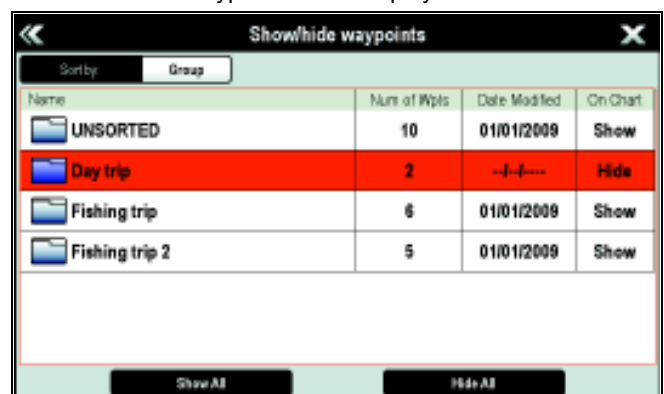 Show/hide waypoints
Sort by: Group
Name Num of Wpts Date Modified On Chart
UNSORTED 10 01/01/2009 Show
Day trip 2 --/--/---- Hide
Fishing trip 6 01/01/2009 Show
Fishing trip 2 5 01/01/2009 Show
Show All Hide All